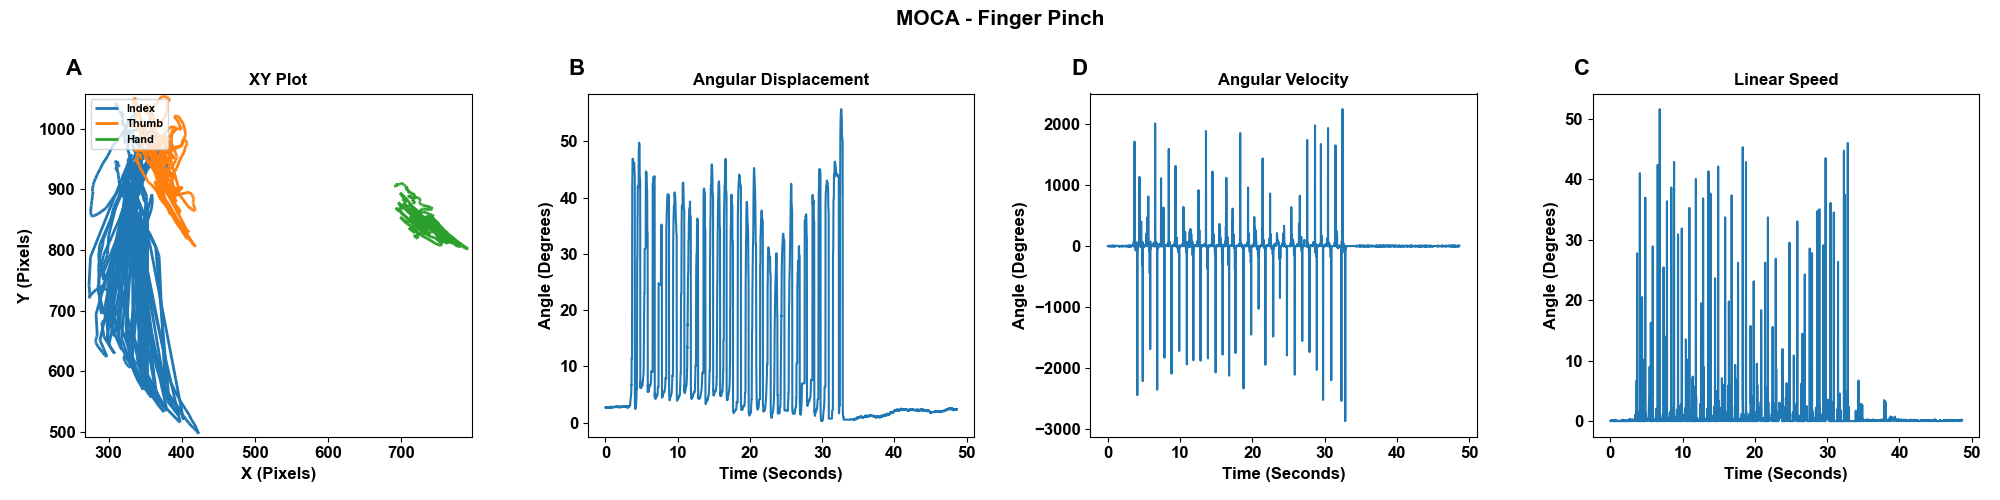 MOCA - Finger Pinch
A
XY Plot
Index
Thumb
Hand
1000
900
800
700
600
500
Y (Pixels)
300 400 500 600 700
X (Pixels)
B
Angular Displacement
50
40
30
20
10
0
Angle (Degrees)
0 10 20 30 40 50
Time (Seconds)
D
Angular Velocity
2000
1000
0
−1000
−2000
−3000
Angle (Degrees)
0 10 20 30 40 50
Time (Seconds)
C
Linear Speed
50
40
30
20
10
0
Angle (Degrees)
0 10 20 30 40 50
Time (Seconds)